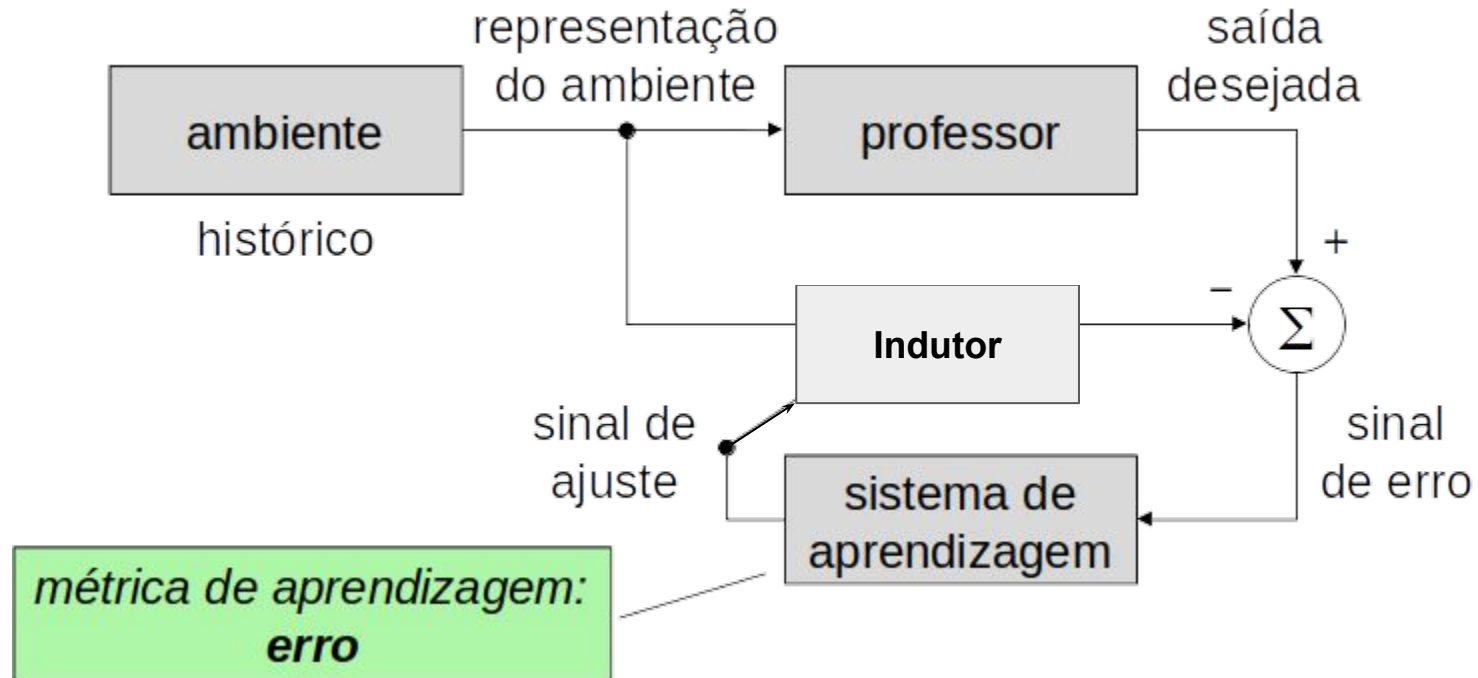 representação
do ambiente
saída
desejada
ambiente
professor
histórico
+
−
Σ
Indutor
sinal de
ajuste
sinal
de erro
sistema de
aprendizagem
métrica de aprendizagem:
erro